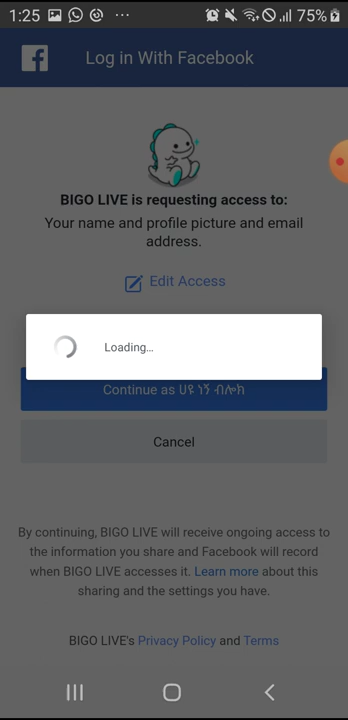 1:25
75%
Log in With Facebook
BIGO LIVE is requesting access to:
Your name and profile picture and email
address.
Edit Access
Loading...
Continue as ሀዩ ነኝ ብሎክ
Cancel
By continuing, BIGO LIVE will receive ongoing access to
the information you share and Facebook will record
when BIGO LIVE accesses it. Learn more about this
sharing and the settings you have.
BIGO LIVE's Privacy Policy and Terms